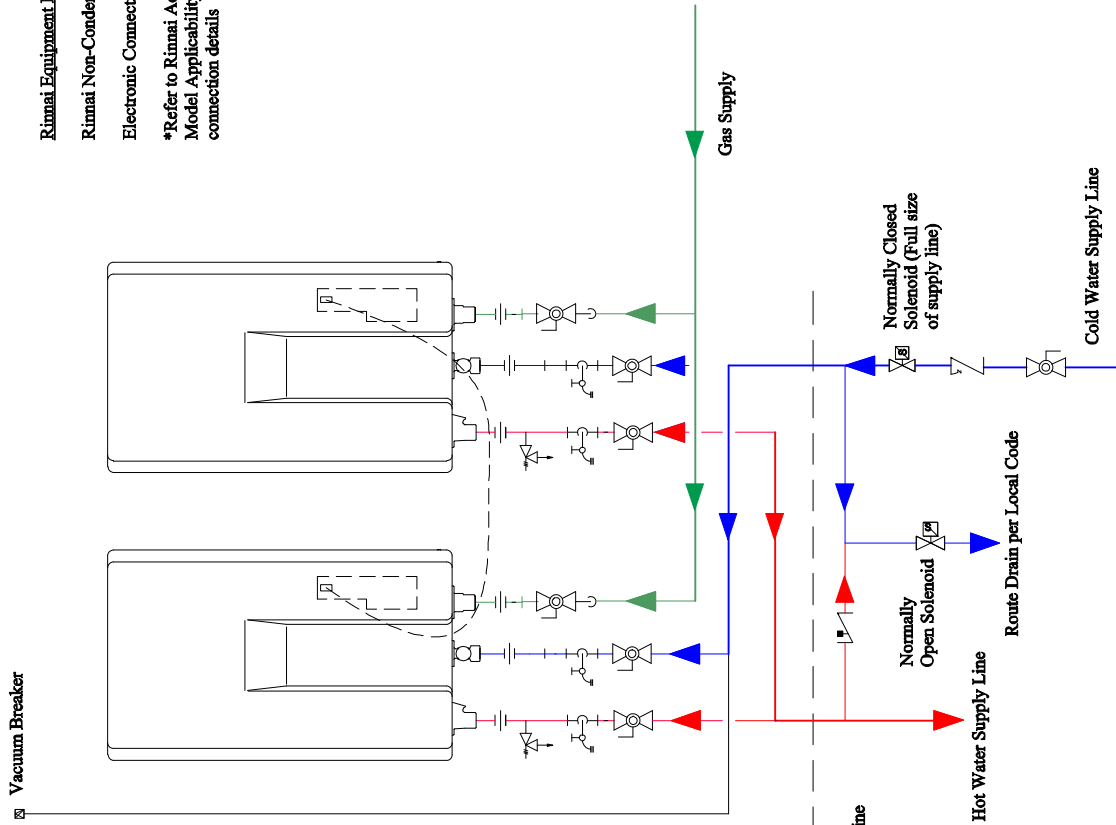 Rinnai Equipment
Rinnai Non-Conden
Electronic Connect
*Refer to Rinnai
Model Applicability
connection details
Gas Supply
Vacuum Breaker
Normally Closed
Solenoid (Full size
of supply line)
Cold Water Supply Line
S
S
Normally
Open Solenoid
Route Drain per Local Code
Hot Water Supply Line
ine